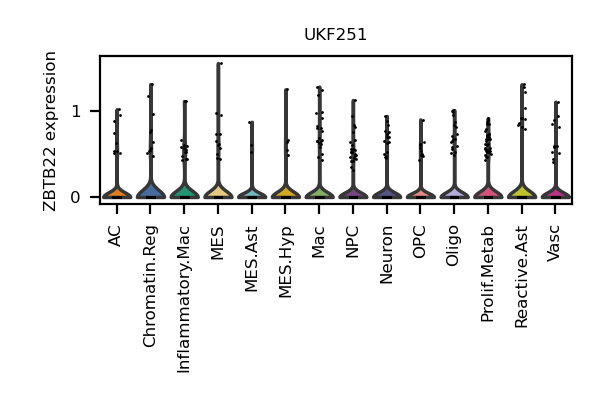 UKF251
ZBTB22 expression
1
0
AC
Chromatin.Reg
Inflammatory.Mac
MES
MES.Ast
MES.Hyp
Mac
NPC
Neuron
OPC
Oligo
Prolif.Metab
Reactive.Ast
Vasc